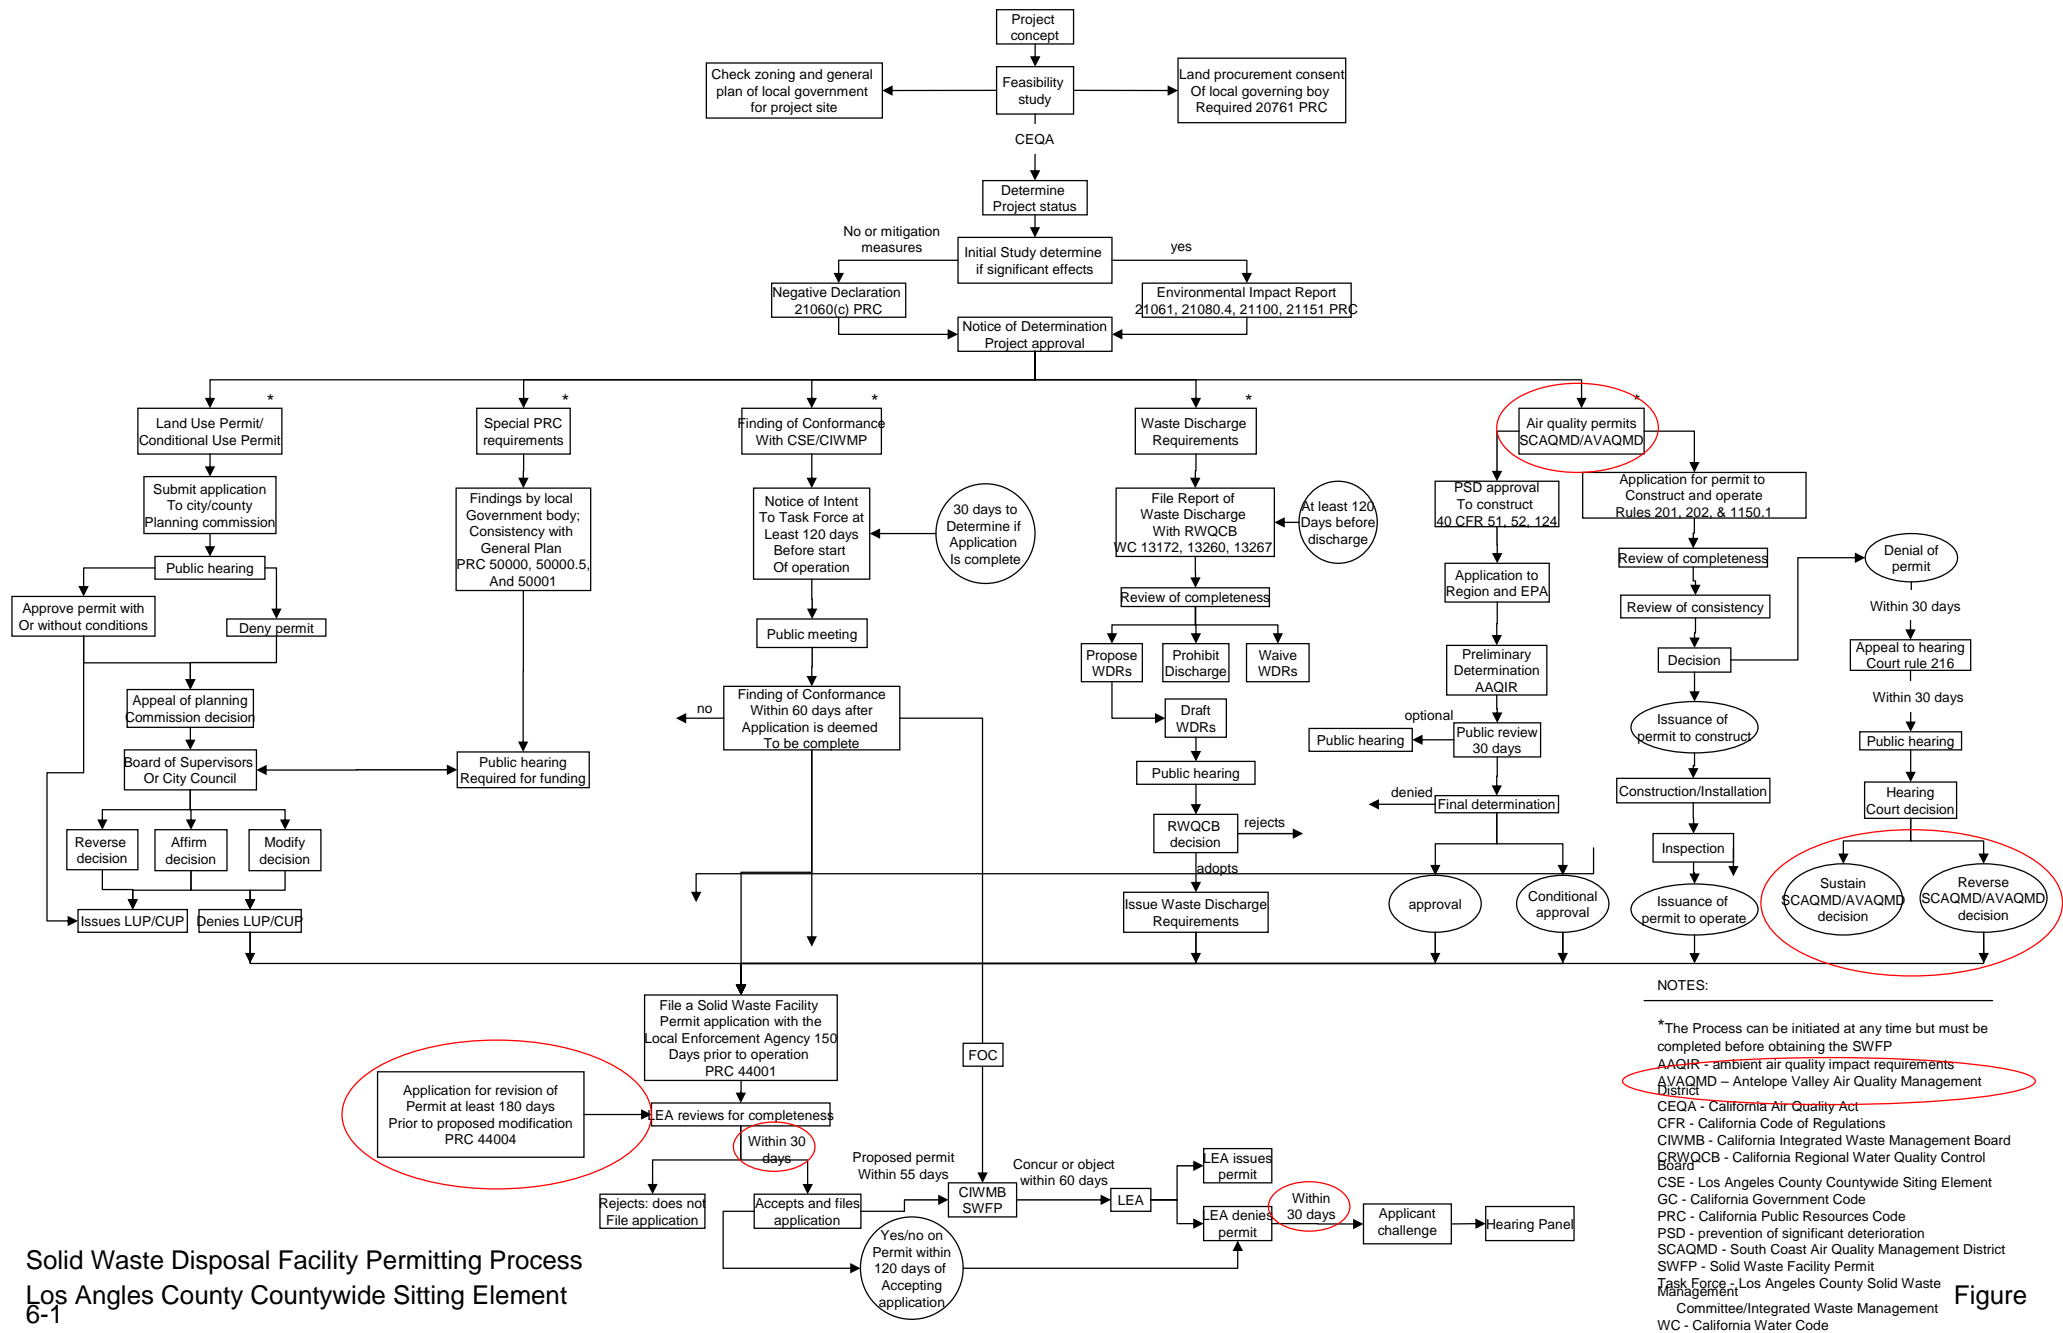 Project
concept
Check zoning and general
plan of local government
for project site
Feasibility
study
Land procurement consent
Of local governing boy
Required 20761 PRC
CEQA
Determine
Project status
No or mitigation
measures
Initial Study determine
if significant effects
yes
Negative Declaration
21060(c) PRC
Environmental Impact Report
21061, 21080.4, 21100, 21151 PRC
Notice of Determination
Project approval
*
Land Use Permit/
Conditional Use Permit
*
Special PRC
requirements
*
Finding of Conformance
With CSE/CIWMP
*
Waste Discharge
Requirements
*
Air quality permits
SCAQMD/AVAQMD
Submit application
To city/county
Planning commission
Public hearing
Approve permit with
Or without conditions
Deny permit
Appeal of planning
Commission decision
Board of Supervisors
Or City Council
Reverse
decision
Affirm
decision
Modify
decision
Issues LUP/CUP
Denies LUP/CUP
Findings by local
Government body;
Consistency with
General Plan
PRC 50000, 50000.5,
And 50001
Public hearing
Required for funding
Notice of Intent
To Task Force at
Least 120 days
Before start
Of operation
30 days to
Determine if
Application
Is complete
Public meeting
Finding of Conformance
Within 60 days after
Application is deemed
To be complete
no
File Report of
Waste Discharge
With RWQCB
WC 13172, 13260, 13267
At least 120
Days before
discharge
Review of completeness
Propose
WDRs
Prohibit
Discharge
Waive
WDRs
Draft
WDRs
Public hearing
RWQCB
decision
rejects
adopts
Issue Waste Discharge
Requirements
PSD approval
To construct
40 CFR 51, 52, 124
Application to
Region and EPA
Preliminary
Determination
AAQIR
optional
Public hearing
Public review
30 days
denied
Final determination
approval
Conditional
approval
Application for permit to
Construct and operate
Rules 201, 202, & 1150.1
Review of completeness
Review of consistency
Decision
Issuance of
permit to construct
Construction/Installation
Inspection
Issuance of
permit to operate
Denial of
permit
Within 30 days
Appeal to hearing
Court rule 216
Within 30 days
Public hearing
Hearing
Court decision
Sustain
SCAQMD/AVAQMD
decision
Reverse
SCAQMD/AVAQMD
decision
File a Solid Waste Facility
Permit application with the
Local Enforcement Agency 150
Days prior to operation
PRC 44001
FOC
Application for revision of
Permit at least 180 days
Prior to proposed modification
PRC 44004
LEA reviews for completeness
Within 30
days
Rejects: does not
File application
Accepts and files
application
Proposed permit
Within 55 days
CIWMB
SWFP
Concur or object
within 60 days
LEA
LEA issues
permit
LEA denies
permit
Within
30 days
Applicant
challenge
Hearing Panel
Yes/no on
Permit within
120 days of
Accepting
application
NOTES:
*The Process can be initiated at any time but must be
completed before obtaining the SWFP
AAQIR - ambient air quality impact requirements
AVAQMD – Antelope Valley Air Quality Management
District
CEQA - California Air Quality Act
CFR - California Code of Regulations
CIWMB - California Integrated Waste Management Board
CRWQCB - California Regional Water Quality Control
Board
CSE - Los Angeles County Countywide Siting Element
GC - California Government Code
PRC - California Public Resources Code
PSD - prevention of significant deterioration
SCAQMD - South Coast Air Quality Management District
SWFP - Solid Waste Facility Permit
Task Force - Los Angeles County Solid Waste
Management
Committee/Integrated Waste Management
WC - California Water Code
Solid Waste Disposal Facility Permitting Process
Los Angles County Countywide Sitting Element
Figure
6-1